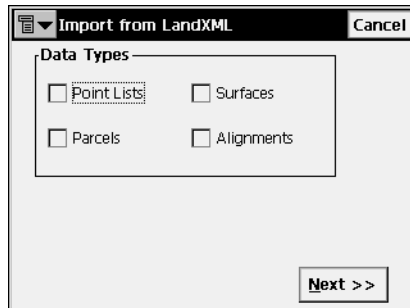 Import from LandXML Cancel
Data Types
Point Lists Surfaces
Parcels Alignments
Next >>